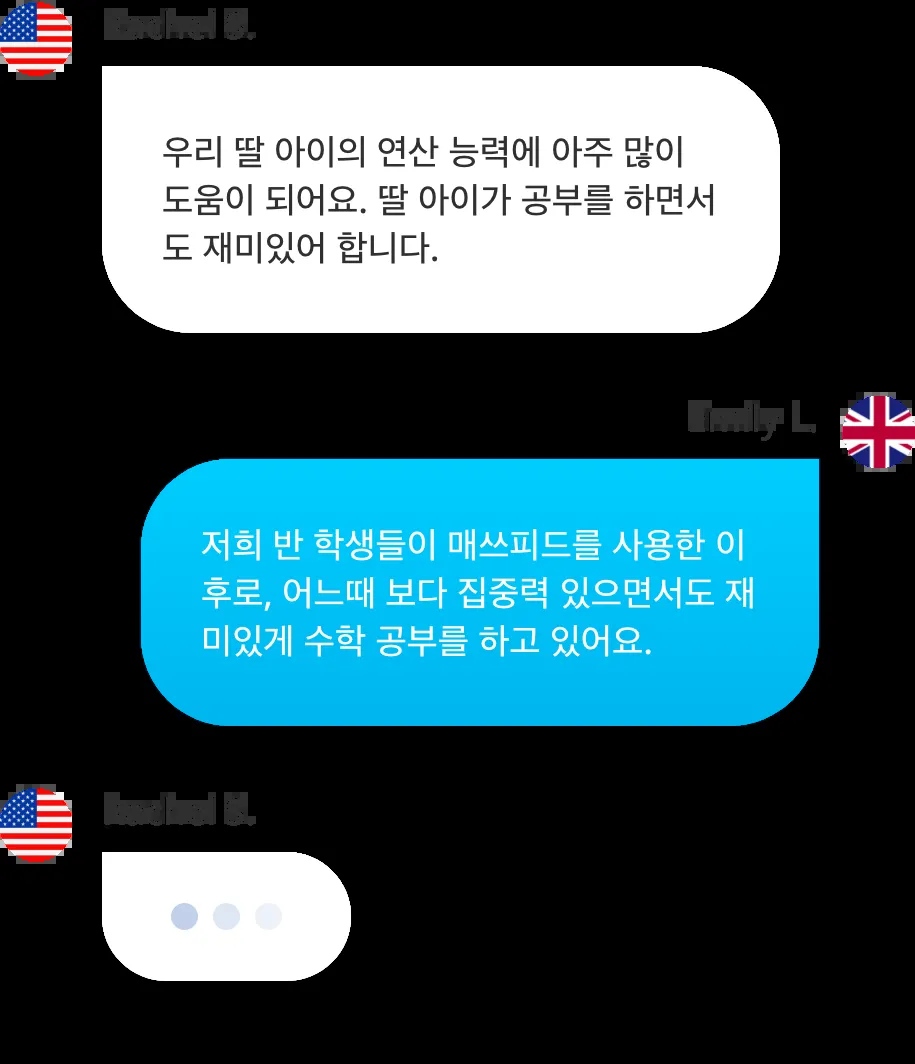 우리 딸 아이의 연산 능력에 아주 많이
도움이 되어요. 딸 아이가 공부를 하면서
도 재미있어 합니다.
Emily L.
저희 반 학생들이 매쓰피드를 사용한 이
후로, 어느때 보다 집중력 있으면서도 재
미있게 수학 공부를 하고 있어요.